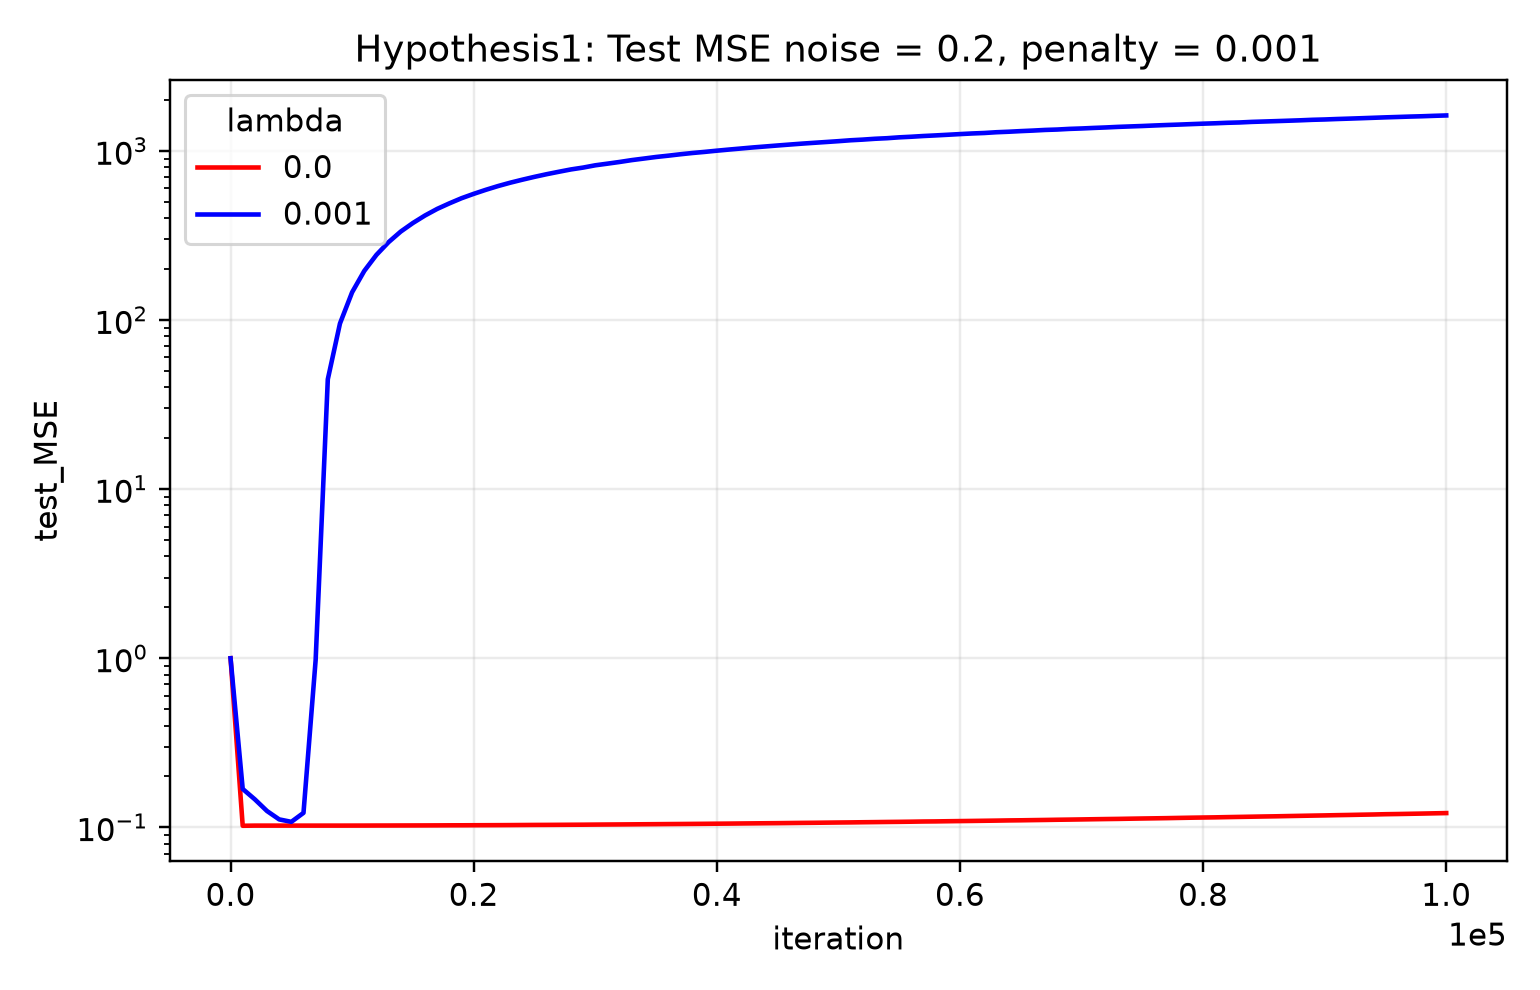 Hypothesis1: Test MSE noise = 0.2, penalty = 0.001
lambda
0.0
0.001
10³
10²
10¹
10⁰
10⁻¹
test_MSE
0.0 0.2 0.4 0.6 0.8 1.0
1e5
iteration